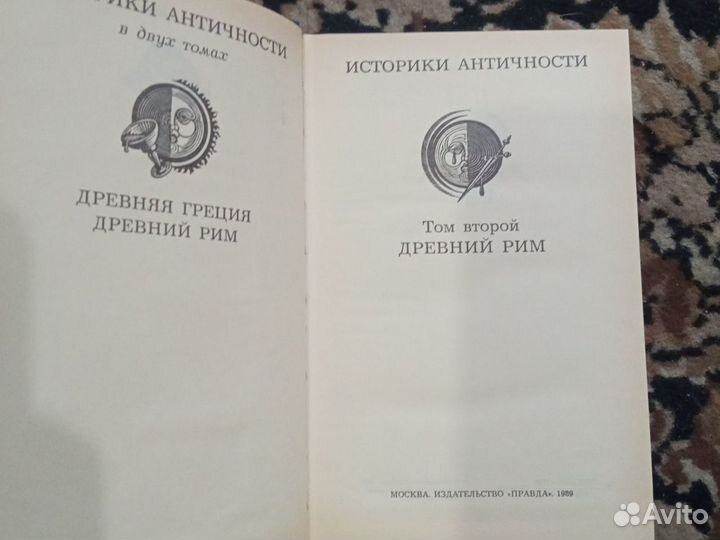 ИКИ АНТИЧНОСТИ
в двух томах
ДРЕВНЯЯ ГРЕЦИЯ
ДРЕВНИЙ РИМ
ИСТОРИКИ АНТИЧНОСТИ
Том второй
ДРЕВНИЙ РИМ
МОСКВА. ИЗДАТЕЛЬСТВО «ПРАВДА». 1989
Avito